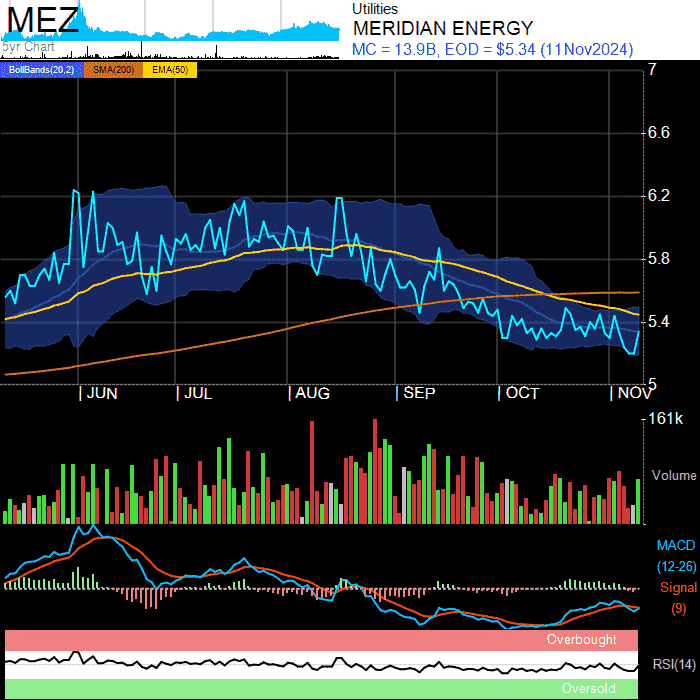 MEZ
5yr Chart
Utilities
MERIDIAN ENERGY
MC = 13.9B, EOD = $5.34 (11Nov2024)
BollBands(20,2) SMA(200) EMA(50)
7
6.6
6.2
5.8
5.4
5
| JUN | JUL | AUG | SEP | OCT | NOV
161k
Volume
MACD
(12-26)
Signal
(9)
Overbought
RSI(14)
Oversold